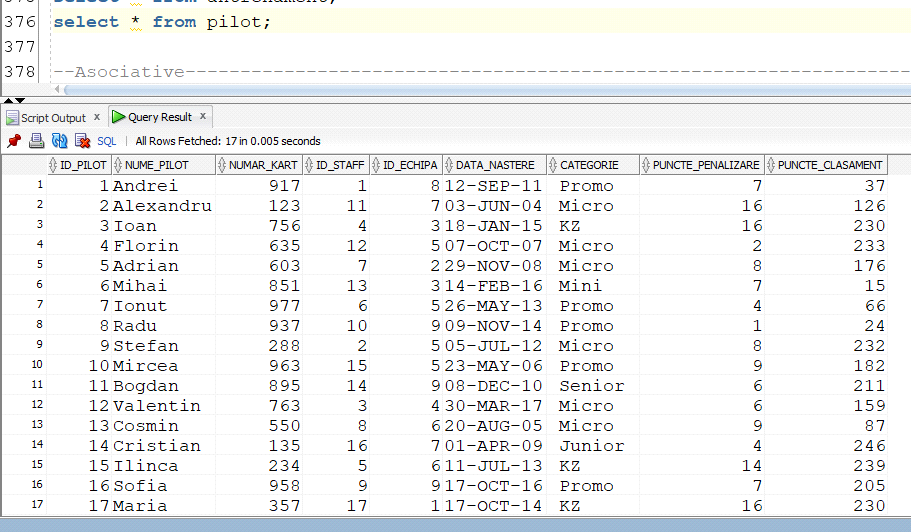 376 select * from pilot;
377
378 --Asociative--------------------------------------------------------------------
Script Output x Query Result x
SQL | All Rows Fetched: 17 in 0.005 seconds
ID_PILOT NUME_PILOT NUMAR_KART ID_STAFF ID_ECHIPA DATA_NASTERE CATEGORIE PUNCTE_PENALIZARE PUNCTE_CLASAMENT
1 1 Andrei 917 1 8 12-SEP-11 Promo 7 37
2 2 Alexandru 123 11 7 03-JUN-04 Micro 16 126
3 3 Ioan 756 4 3 18-JAN-15 KZ 16 230
4 4 Florin 635 12 5 07-OCT-07 Micro 2 233
5 5 Adrian 603 7 2 29-NOV-08 Micro 8 176
6 6 Mihai 851 13 3 14-FEB-16 Mini 7 15
7 7 Ionut 977 6 5 26-MAY-13 Promo 4 66
8 8 Radu 937 10 9 09-NOV-14 Promo 1 24
9 9 Stefan 288 2 5 05-JUL-12 Micro 8 232
10 10 Mircea 963 15 5 23-MAY-06 Promo 9 182
11 11 Bogdan 895 14 9 08-DEC-10 Senior 6 211
12 12 Valentin 763 3 4 30-MAR-17 Micro 6 159
13 13 Cosmin 550 8 6 20-AUG-05 Micro 9 87
14 14 Cristian 135 16 7 01-APR-09 Junior 4 246
15 15 Ilinca 234 5 6 11-JUL-13 KZ 14 239
16 16 Sofia 958 9 9 17-OCT-16 Promo 7 205
17 17 Maria 357 17 1 17-OCT-14 KZ 16 230